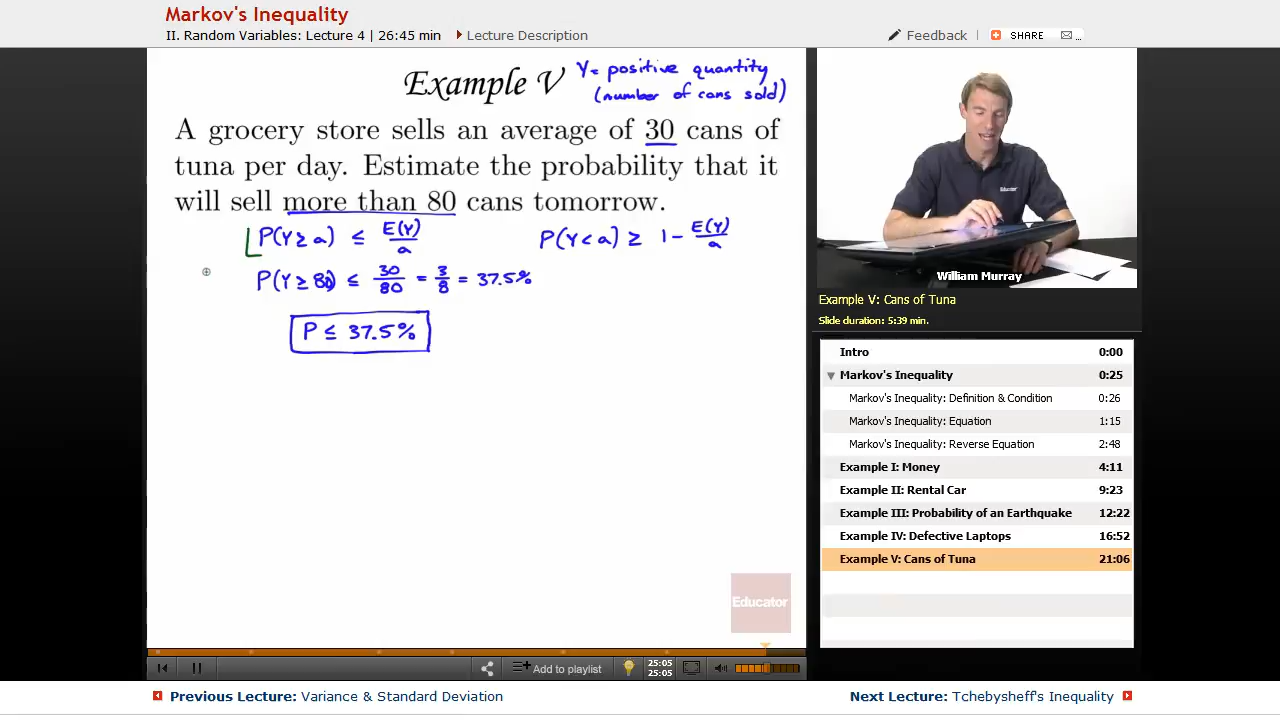 Markov's Inequality
II. Random Variables: Lecture 4 | 26:45 min
Lecture Description
Feedback
SHARE
Example V
Y = positive quantity
(number of cans sold)
A grocery store sells an average of 30 cans of
tuna per day. Estimate the probability that it
will sell more than 80 cans tomorrow.
P(Y ≥ a) ≤ E(Y)/a
P(Y < a) ≥ 1 - E(Y)/a
P(Y ≥ 80) ≤ 30/80 = 3/8 = 37.5%
P ≤ 37.5%
Educator
Educator
William Murray
Example V: Cans of Tuna
Slide duration: 5:39 min.
Intro 0:00
Markov's Inequality 0:25
Markov's Inequality: Definition & Condition 0:26
Markov's Inequality: Equation 1:15
Markov's Inequality: Reverse Equation 2:48
Example I: Money 4:11
Example II: Rental Car 9:23
Example III: Probability of an Earthquake 12:22
Example IV: Defective Laptops 16:52
Example V: Cans of Tuna 21:06
Add to playlist
25:05
25:05
Previous Lecture: Variance & Standard Deviation
Next Lecture: Tchebysheff's Inequality